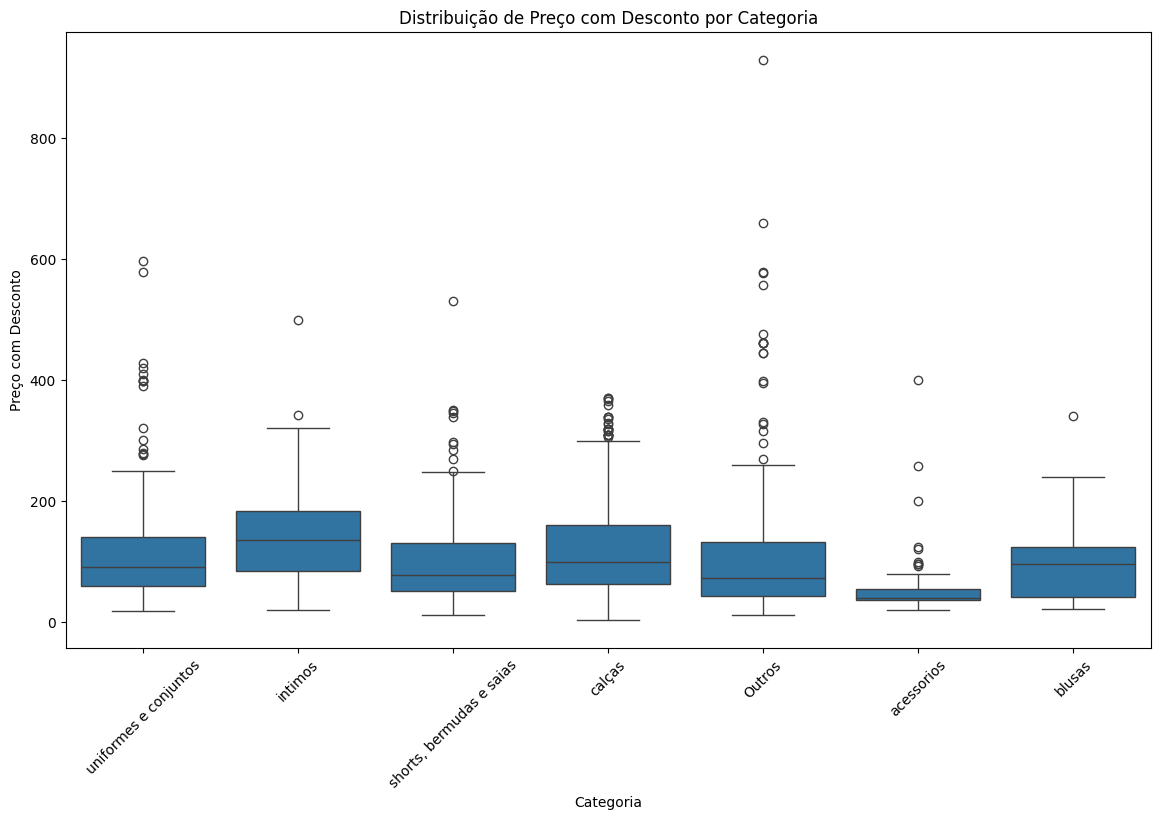 Distribuição de Preço com Desconto por Categoria
Preço com Desconto
800
600
400
200
0
uniformes e conjuntos
intimos
shorts, bermudas e saias
calças
Outros
acessorios
blusas
Categoria